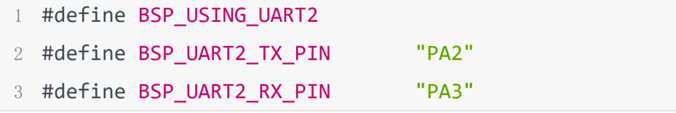 1 #define BSP_USING_UART2
2 #define BSP_UART2_TX_PIN "PA2"
3 #define BSP_UART2_RX_PIN "PA3"